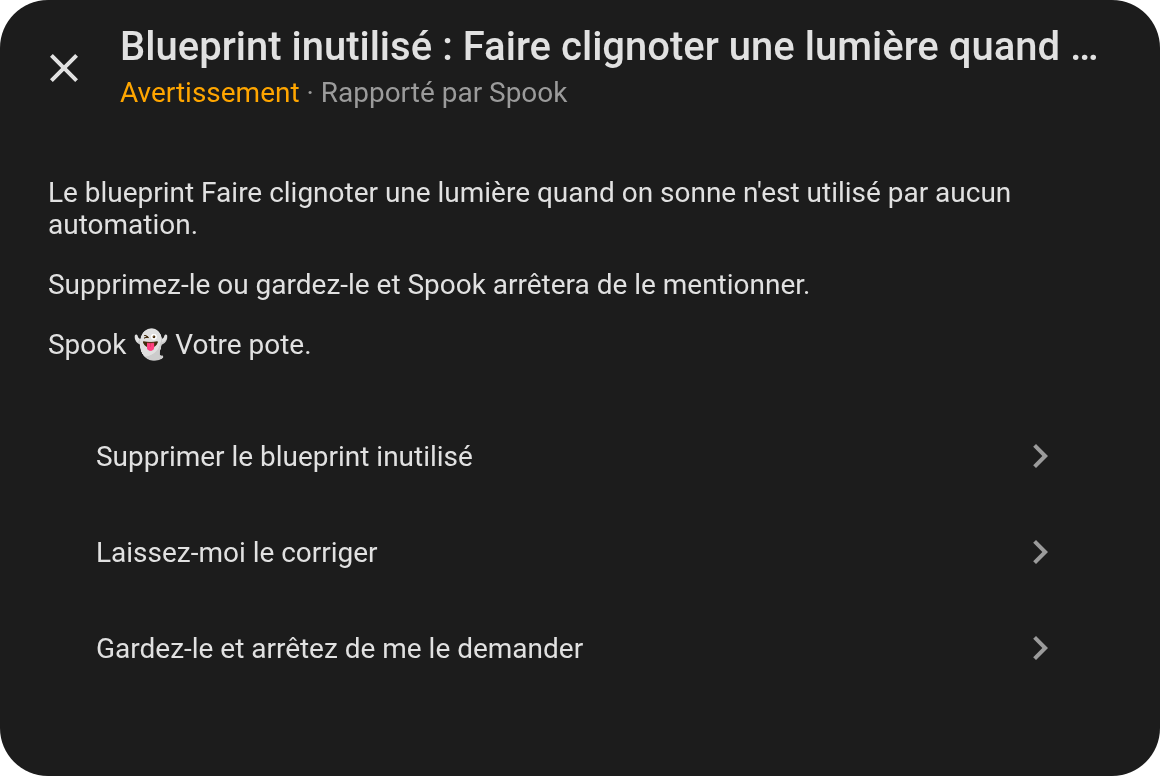 Blueprint inutilisé : Faire clignoter une lumière quand ...
Avertissement · Rapporté par Spook
Le blueprint Faire clignoter une lumière quand on sonne n'est utilisé par aucun
automation.
Supprimez-le ou gardez-le et Spook arrêtera de le mentionner.
Spook 👻 Votre pote.
Supprimer le blueprint inutilisé
Laissez-moi le corriger
Gardez-le et arrêtez de me le demander